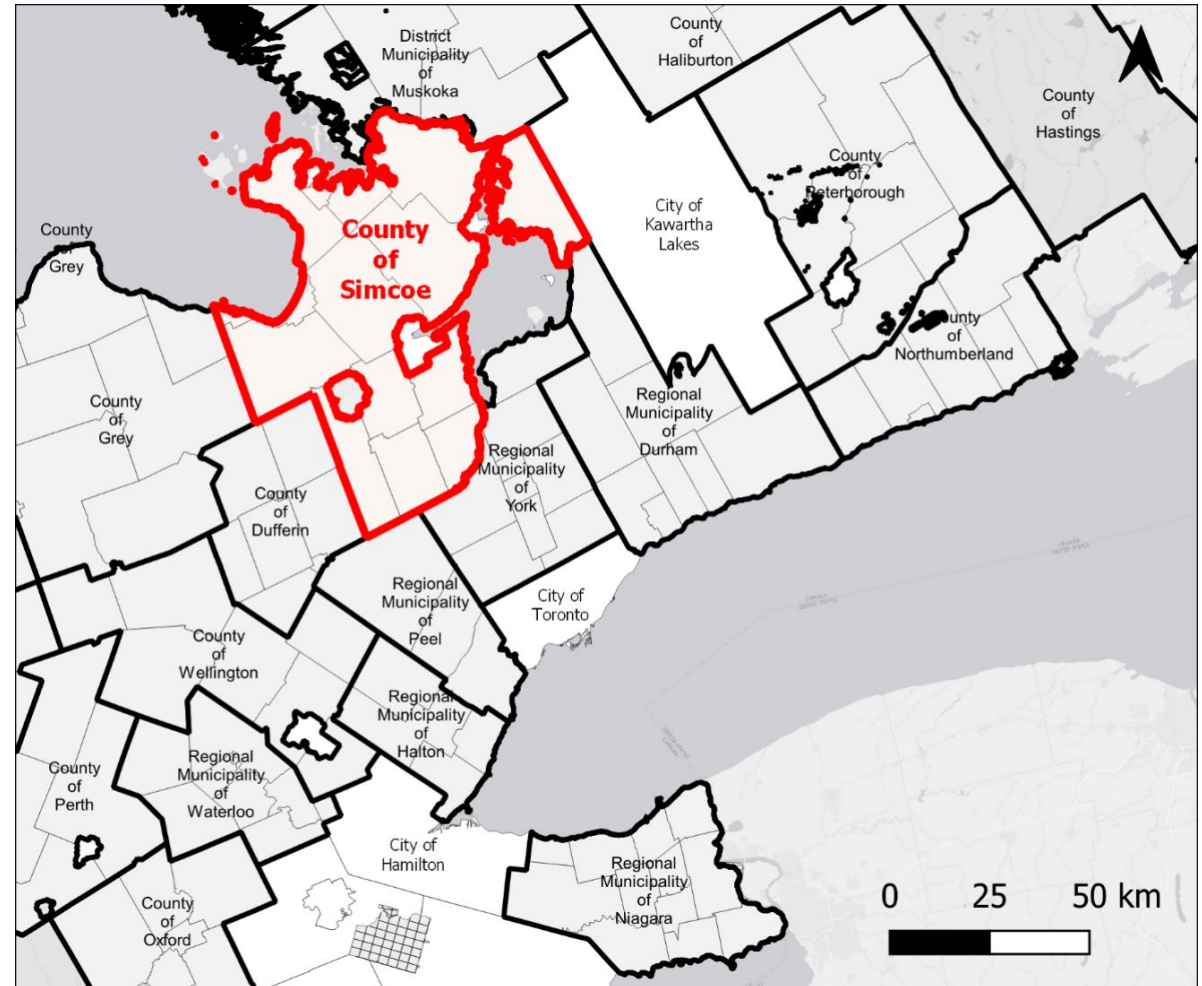 District
Municipality
of
Muskoka
County
of
Haliburton
County
of
Hastings
County
of
Peterborough
City of
Kawartha
Lakes
County
of
Simcoe
County
of
Grey
County
of
Northumberland
County
of
Grey
Regional
Municipality
of
Durham
Regional
Municipality
of
York
County
of
Dufferin
City of
Toronto
Regional
Municipality
of
Peel
County
of
Wellington
Regional
Municipality
of
Halton
Regional
Municipality
of
Waterloo
County
of
Perth
City of
Hamilton
Regional
Municipality
of
Niagara
County
of
Oxford
0 25 50 km